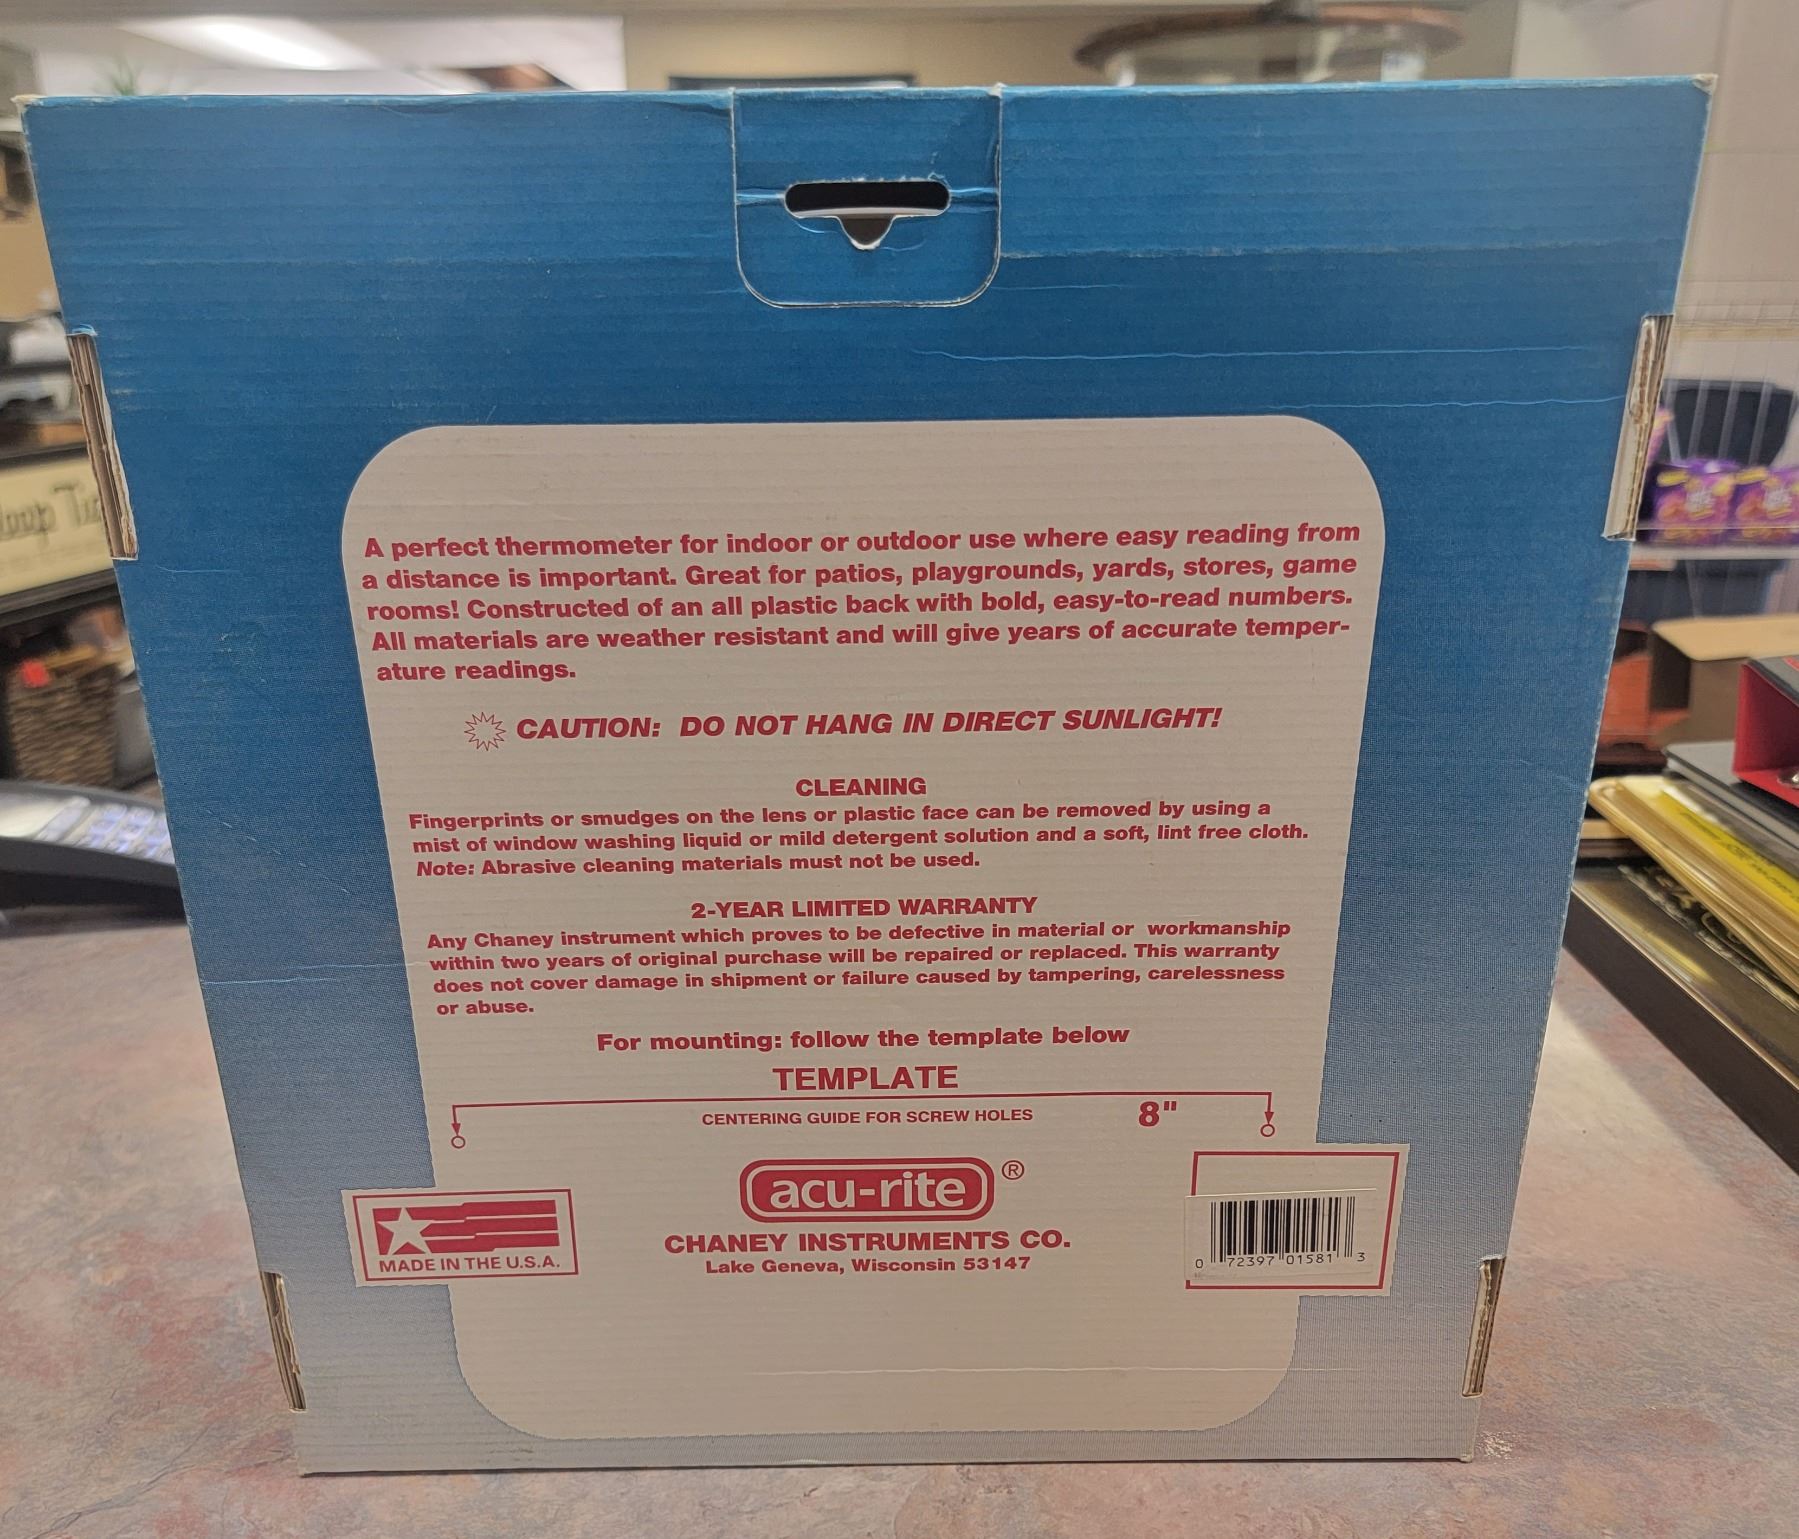 A perfect thermometer for indoor or outdoor use where easy reading from
a distance is important. Great for patios, playgrounds, yards, stores, game
rooms! Constructed of an all plastic back with bold, easy-to-read numbers.
All materials are weather resistant and will give years of accurate temper-
ature readings.
CAUTION: DO NOT HANG IN DIRECT SUNLIGHT!
CLEANING
Fingerprints or smudges on the lens or plastic face can be removed by using a
mist of window washing liquid or mild detergent solution and a soft, lint free cloth.
Note: Abrasive cleaning materials must not be used.
2-YEAR LIMITED WARRANTY
Any Chaney instrument which proves to be defective in material or workmanship
within two years of original purchase will be repaired or replaced. This warranty
does not cover damage in shipment or failure caused by tampering, carelessness
or abuse.
For mounting: follow the template below
TEMPLATE
CENTERING GUIDE FOR SCREW HOLES 8"
acu-rite ®
CHANEY INSTRUMENTS CO.
Lake Geneva, Wisconsin 53147
MADE IN THE U.S.A.
0 72397 01581 3